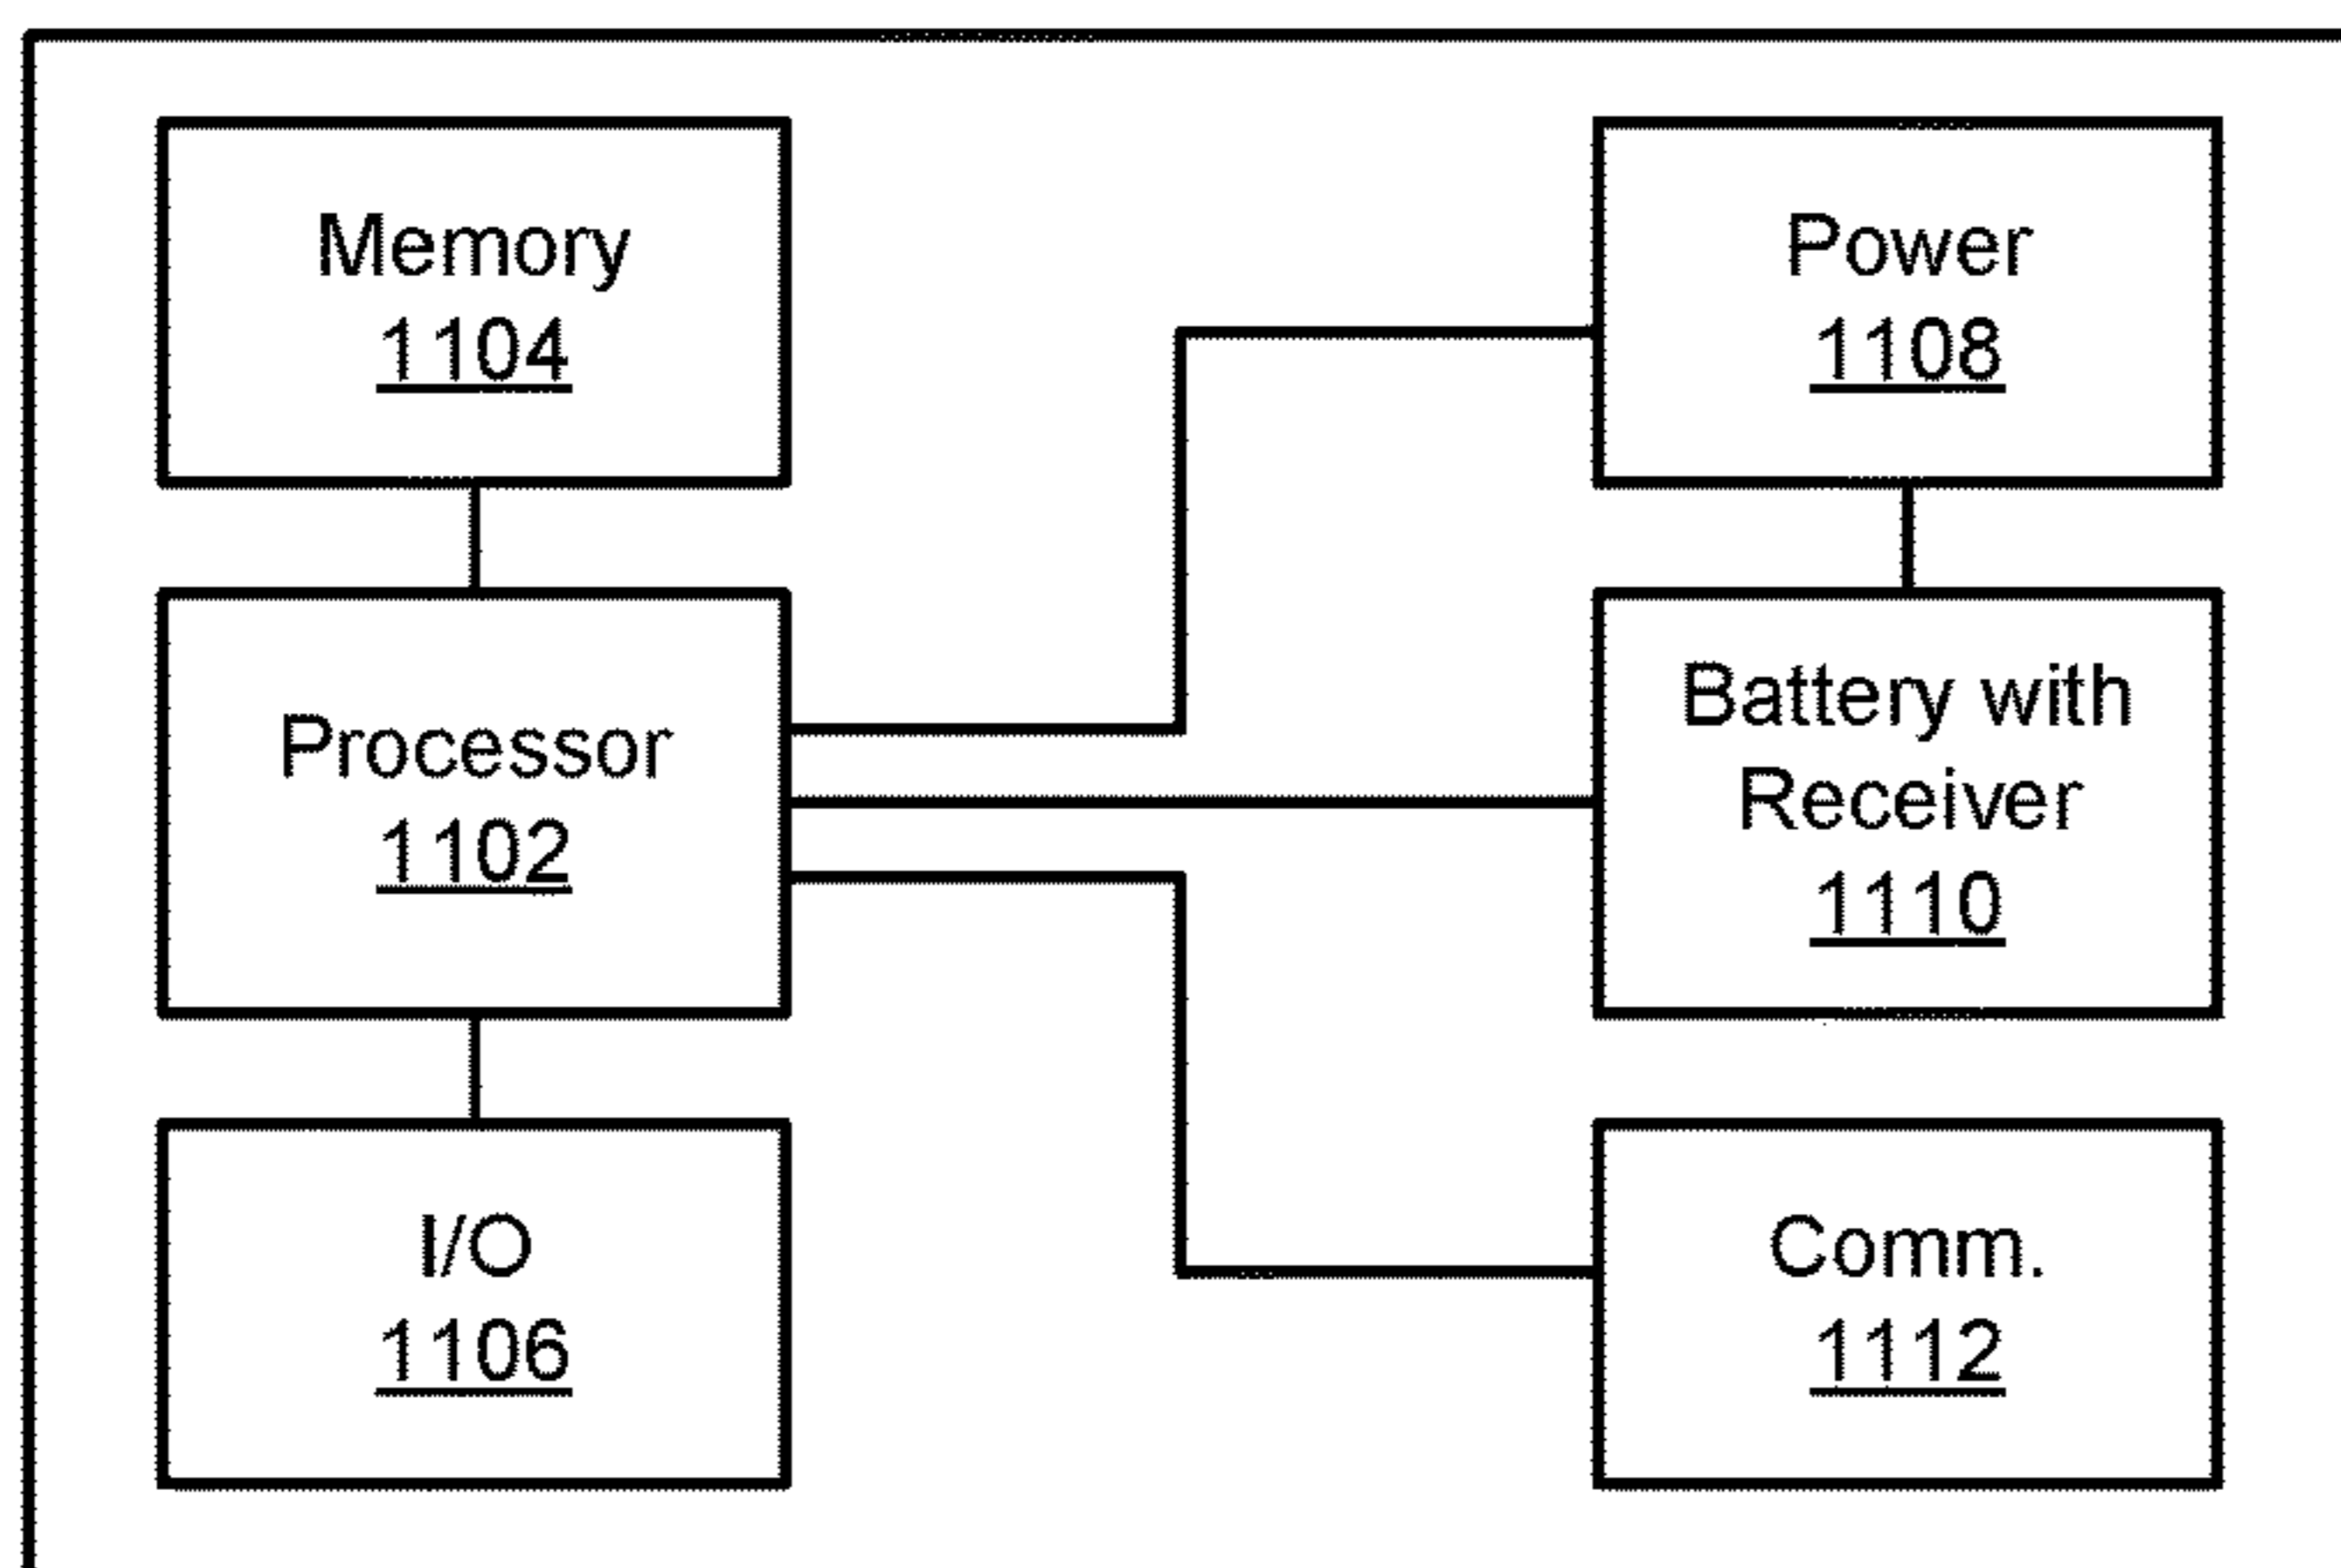 Memory
1104
Power
1108
Processor
1102
Battery with
Receiver
1110
I/O
1106
Comm.
1112